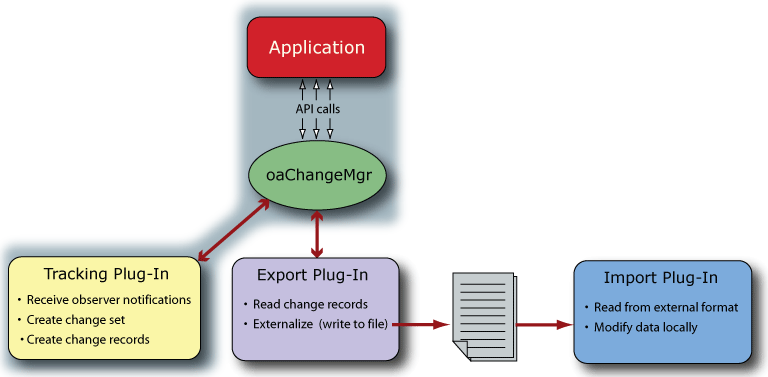 Application
API calls
oaChangeMgr
Tracking Plug-In
• Receive observer notifications
• Create change set
• Create change records
Export Plug-In
• Read change records
• Externalize (write to file)
Import Plug-In
• Read from external format
• Modify data locally